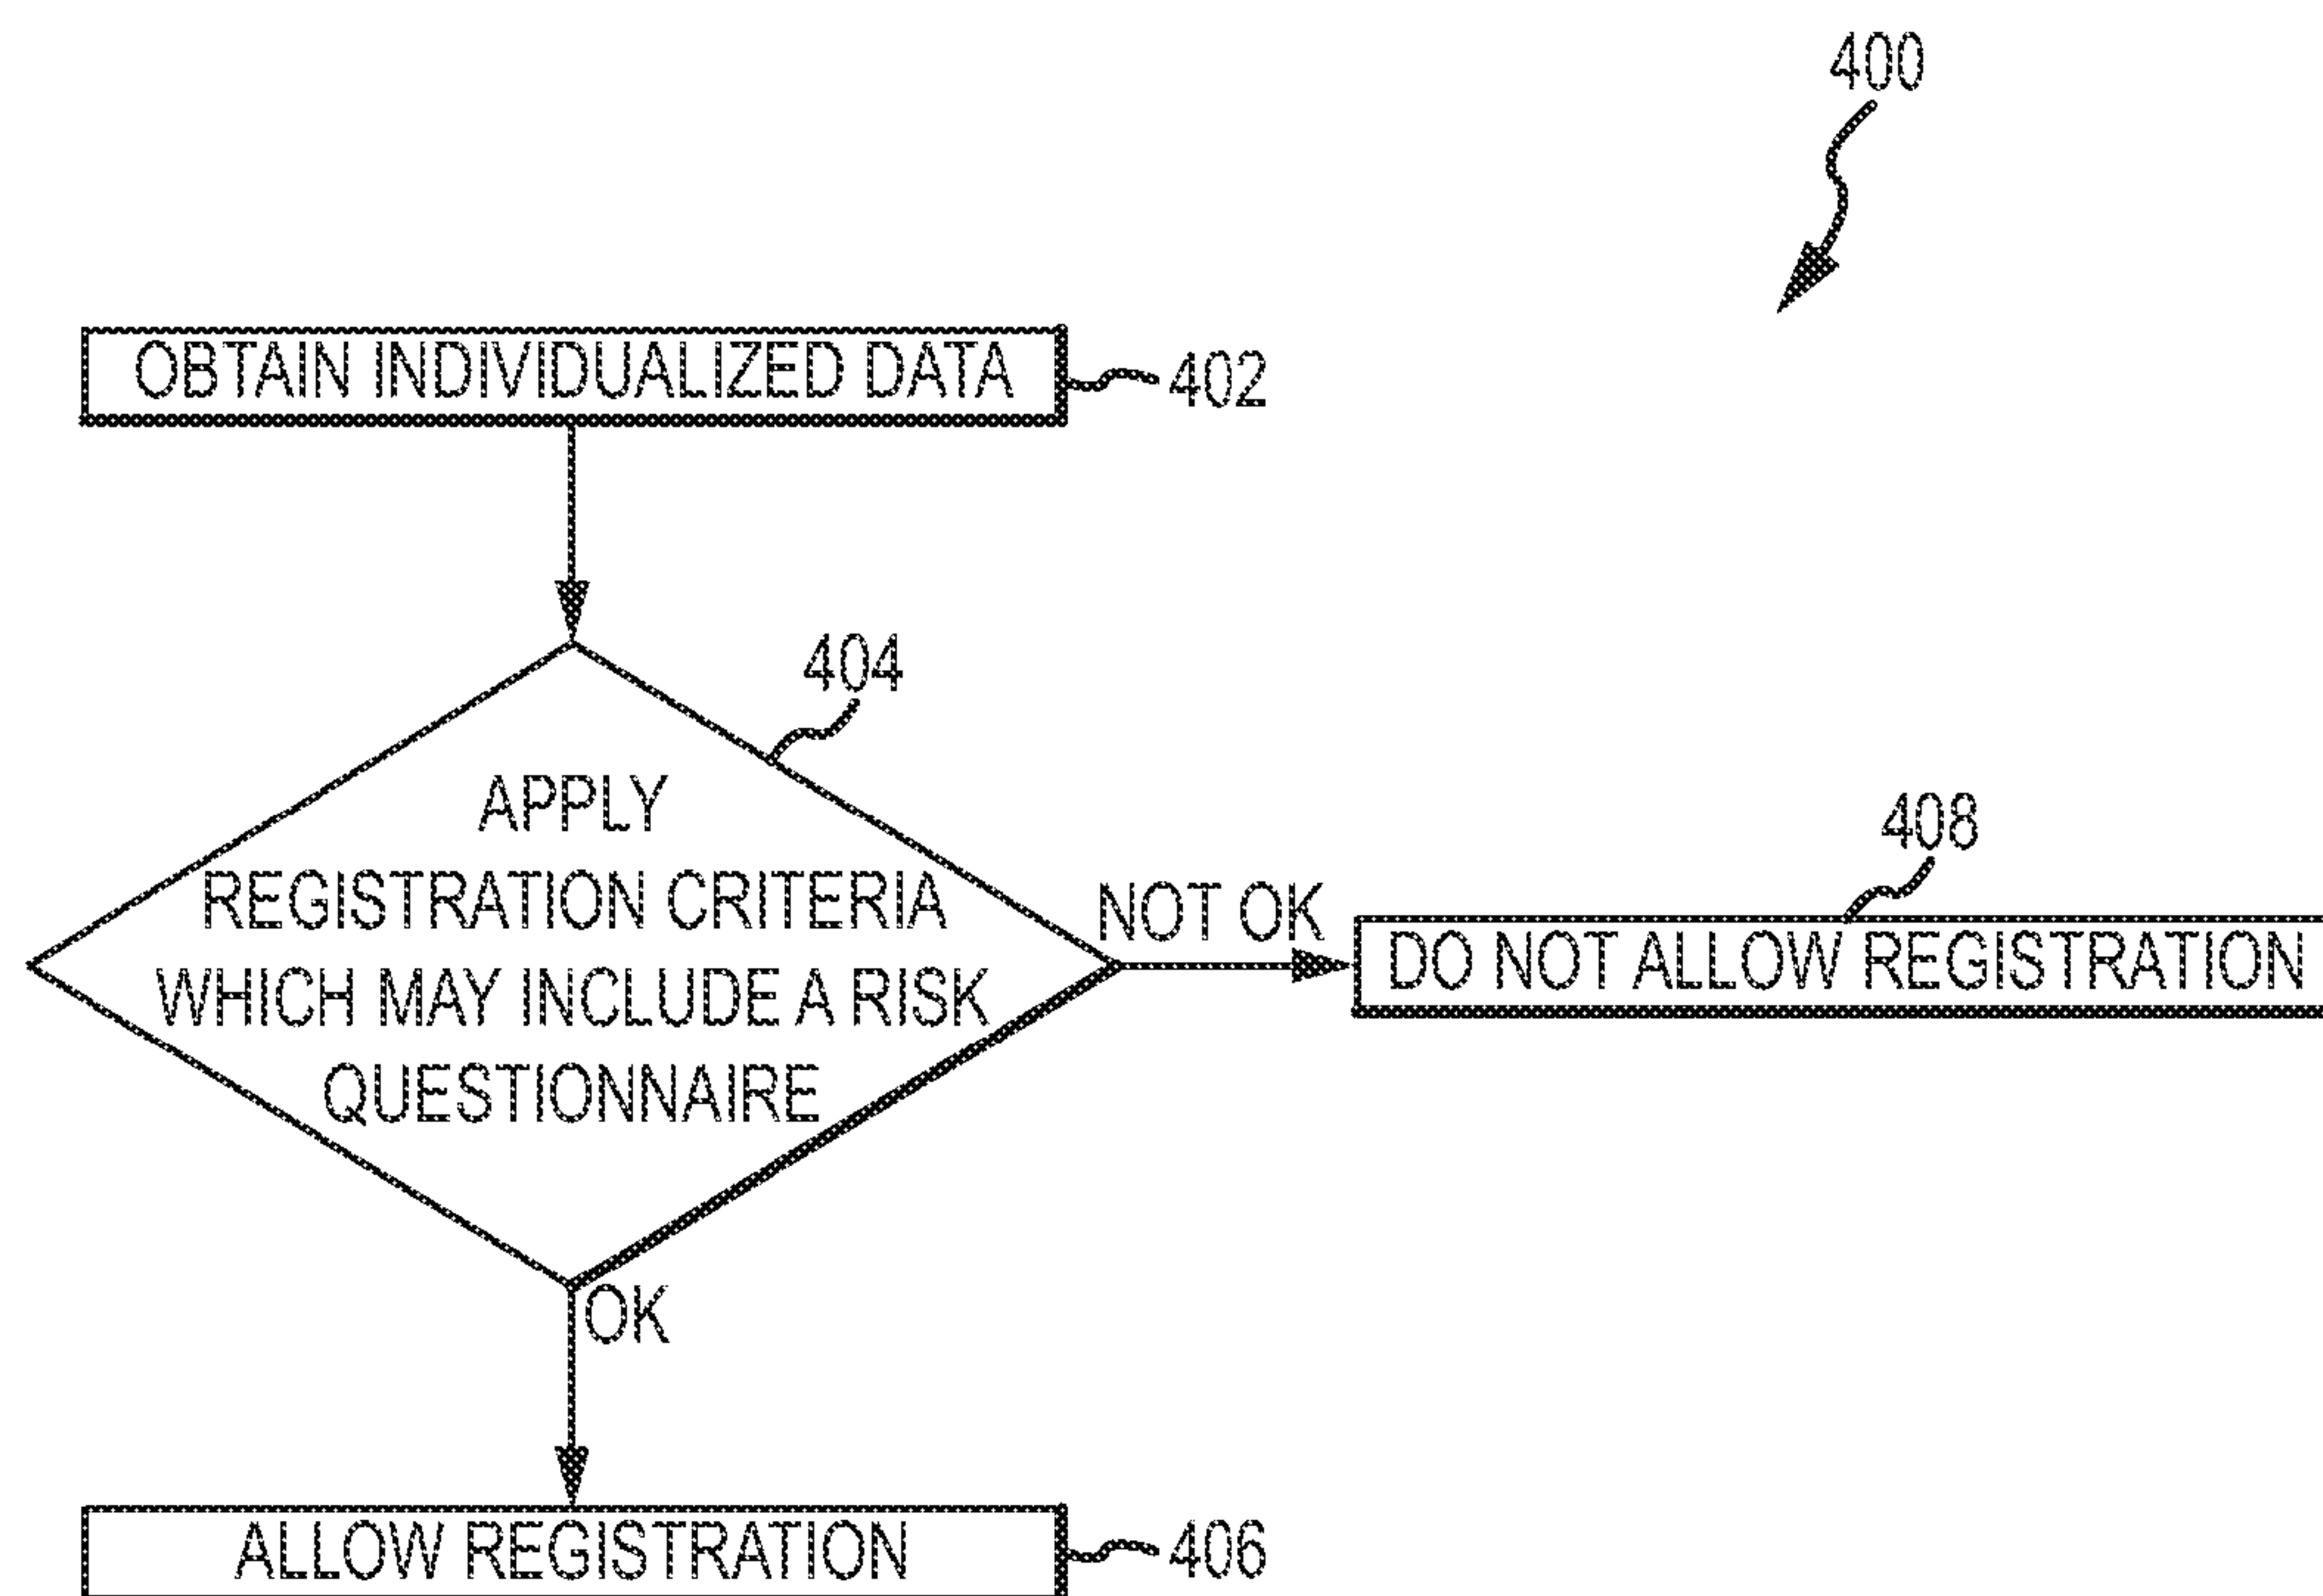 400
OBTAIN INDIVIDUALIZED DATA
402
404
APPLY
REGISTRATION CRITERIA
WHICH MAY INCLUDE A RISK
QUESTIONNAIRE
NOT OK
408
DO NOT ALLOW REGISTRATION
OK
ALLOW REGISTRATION
406